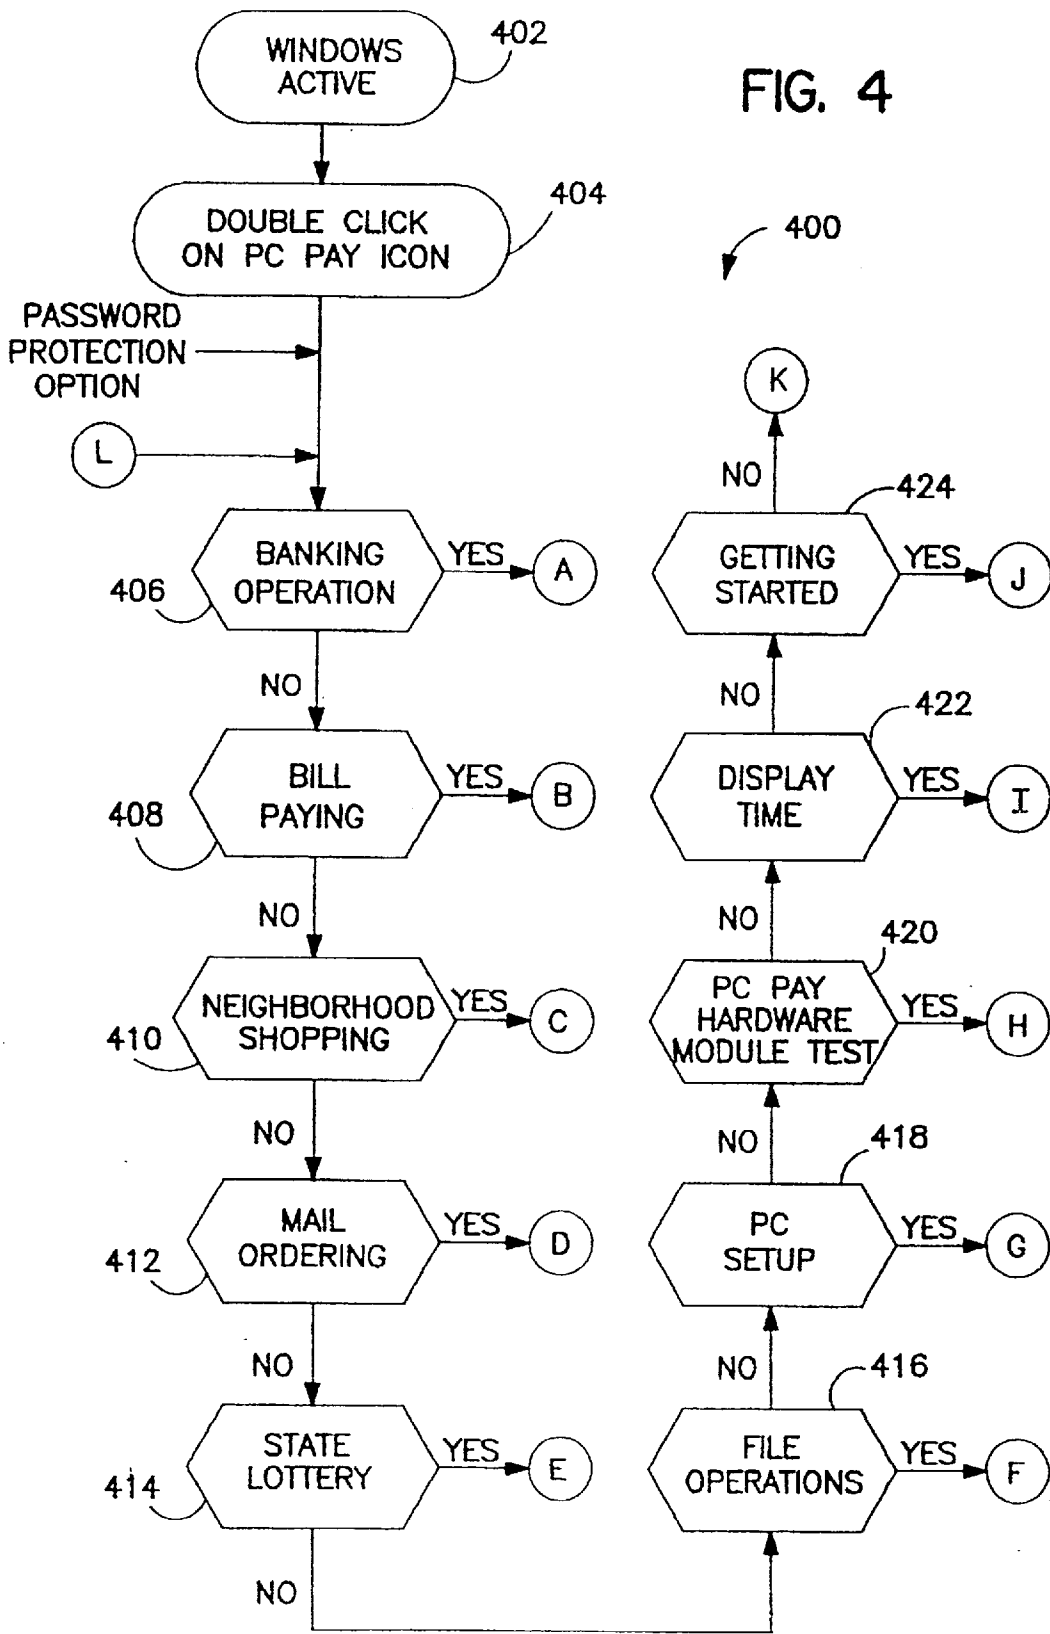 FIG. 4
400
WINDOWS
ACTIVE
402
DOUBLE CLICK
ON PC PAY ICON
404
PASSWORD
PROTECTION
OPTION
L
BANKING
OPERATION
406
YES
A
NO
BILL
PAYING
408
YES
B
NO
NEIGHBORHOOD
SHOPPING
410
YES
C
NO
MAIL
ORDERING
412
YES
D
NO
STATE
LOTTERY
414
YES
E
NO
FILE
OPERATIONS
416
YES
F
NO
PC
SETUP
418
YES
G
NO
PC PAY
HARDWARE
MODULE TEST
420
YES
H
NO
DISPLAY
TIME
422
YES
I
NO
GETTING
STARTED
424
YES
J
NO
K